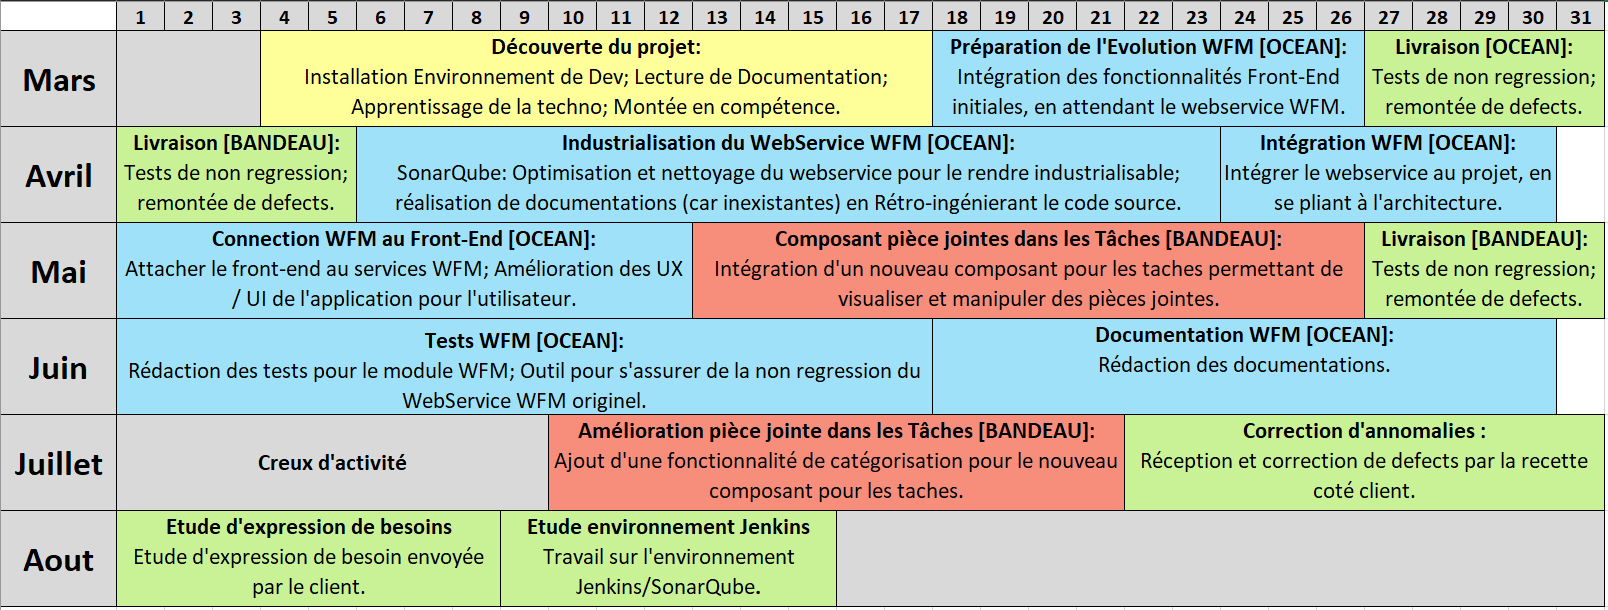 1 2 3 4 5 6 7 8 9 10 11 12 13 14 15 16 17 18 19 20 21 22 23 24 25 26 27 28 29 30 31
Mars
Découverte du projet:
Installation Environnement de Dev; Lecture de Documentation;
Apprentissage de la techno; Montée en compétence.
Préparation de l'Evolution WFM [OCEAN]:
Intégration des fonctionnalités Front-End
initiales, en attendant le webservice WFM.
Livraison [OCEAN]:
Tests de non regression;
remontée de defects.
Avril
Livraison [BANDEAU]:
Tests de non regression;
remontée de defects.
Industrialisation du WebService WFM [OCEAN]:
SonarQube: Optimisation et nettoyage du webservice pour le rendre industrialisable;
réalisation de documentations (car inexistantes) en Rétro-ingénierant le code source.
Intégration WFM [OCEAN]:
Intégrer le webservice au projet, en
se pliant à l'architecture.
Mai
Connection WFM au Front-End [OCEAN]:
Attacher le front-end au services WFM; Amélioration des UX
/ UI de l'application pour l'utilisateur.
Composant pièce jointes dans les Tâches [BANDEAU]:
Intégration d'un nouveau composant pour les taches permettant de
visualiser et manipuler des pièces jointes.
Livraison [BANDEAU]:
Tests de non regression;
remontée de defects.
Juin
Tests WFM [OCEAN]:
Rédaction des tests pour le module WFM; Outil pour s'assurer de la non regression du
WebService WFM originel.
Documentation WFM [OCEAN]:
Rédaction des documentations.
Juillet
Creux d'activité
Amélioration pièce jointe dans les Tâches [BANDEAU]:
Ajout d'une fonctionnalité de catégorisation pour le nouveau
composant pour les taches.
Correction d'annomalies :
Réception et correction de defects par la recette
coté client.
Aout
Etude d'expression de besoins
Etude d'expression de besoin envoyée
par le client.
Etude environnement Jenkins
Travail sur l'environnement
Jenkins/SonarQube.